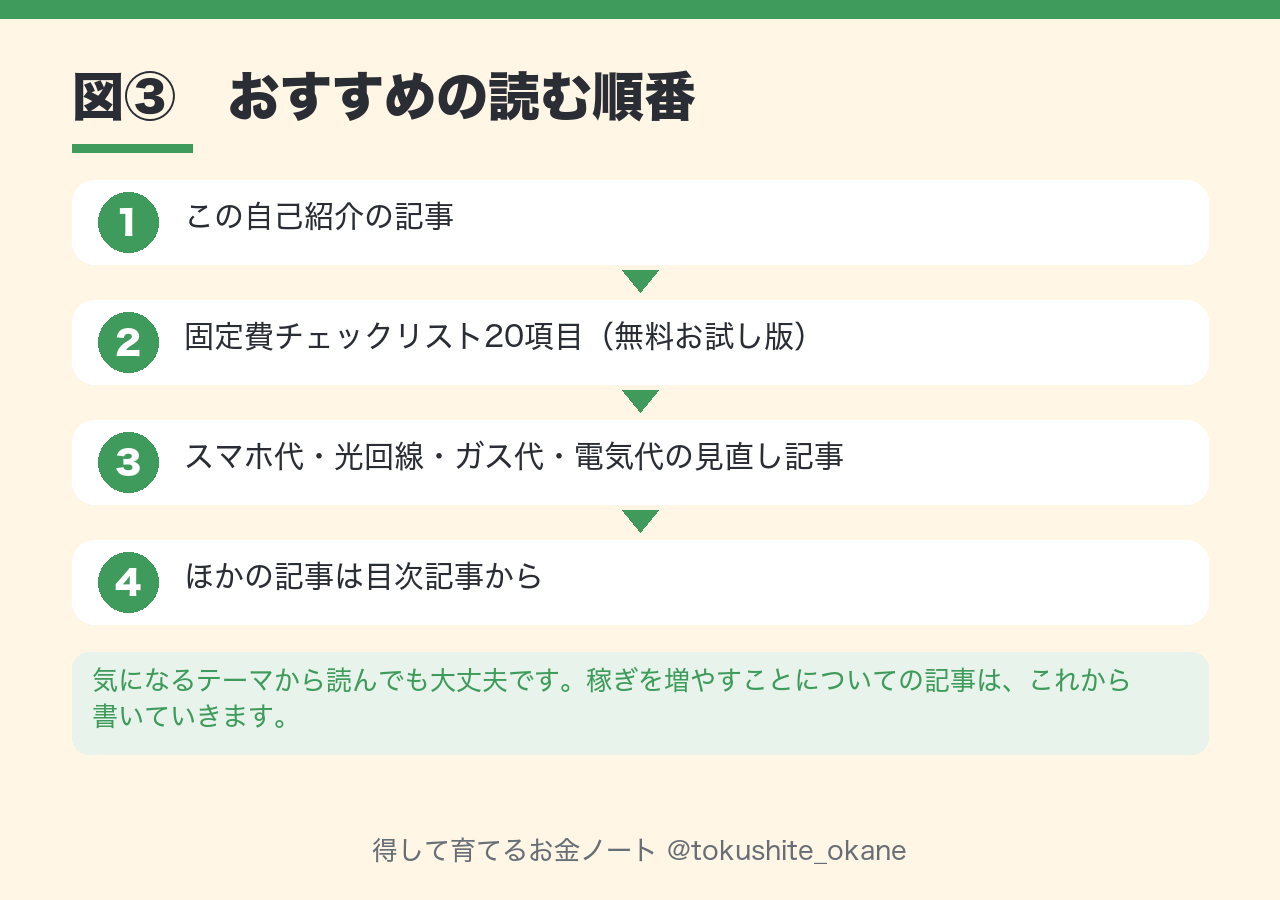 図③　おすすめの読む順番
1 この自己紹介の記事
2 固定費チェックリスト20項目（無料お試し版）
3 スマホ代・光回線・ガス代・電気代の見直し記事
4 ほかの記事は目次記事から
気になるテーマから読んでも大丈夫です。稼ぎを増やすことについての記事は、これから
書いていきます。
得して育てるお金ノート @tokushite_okane